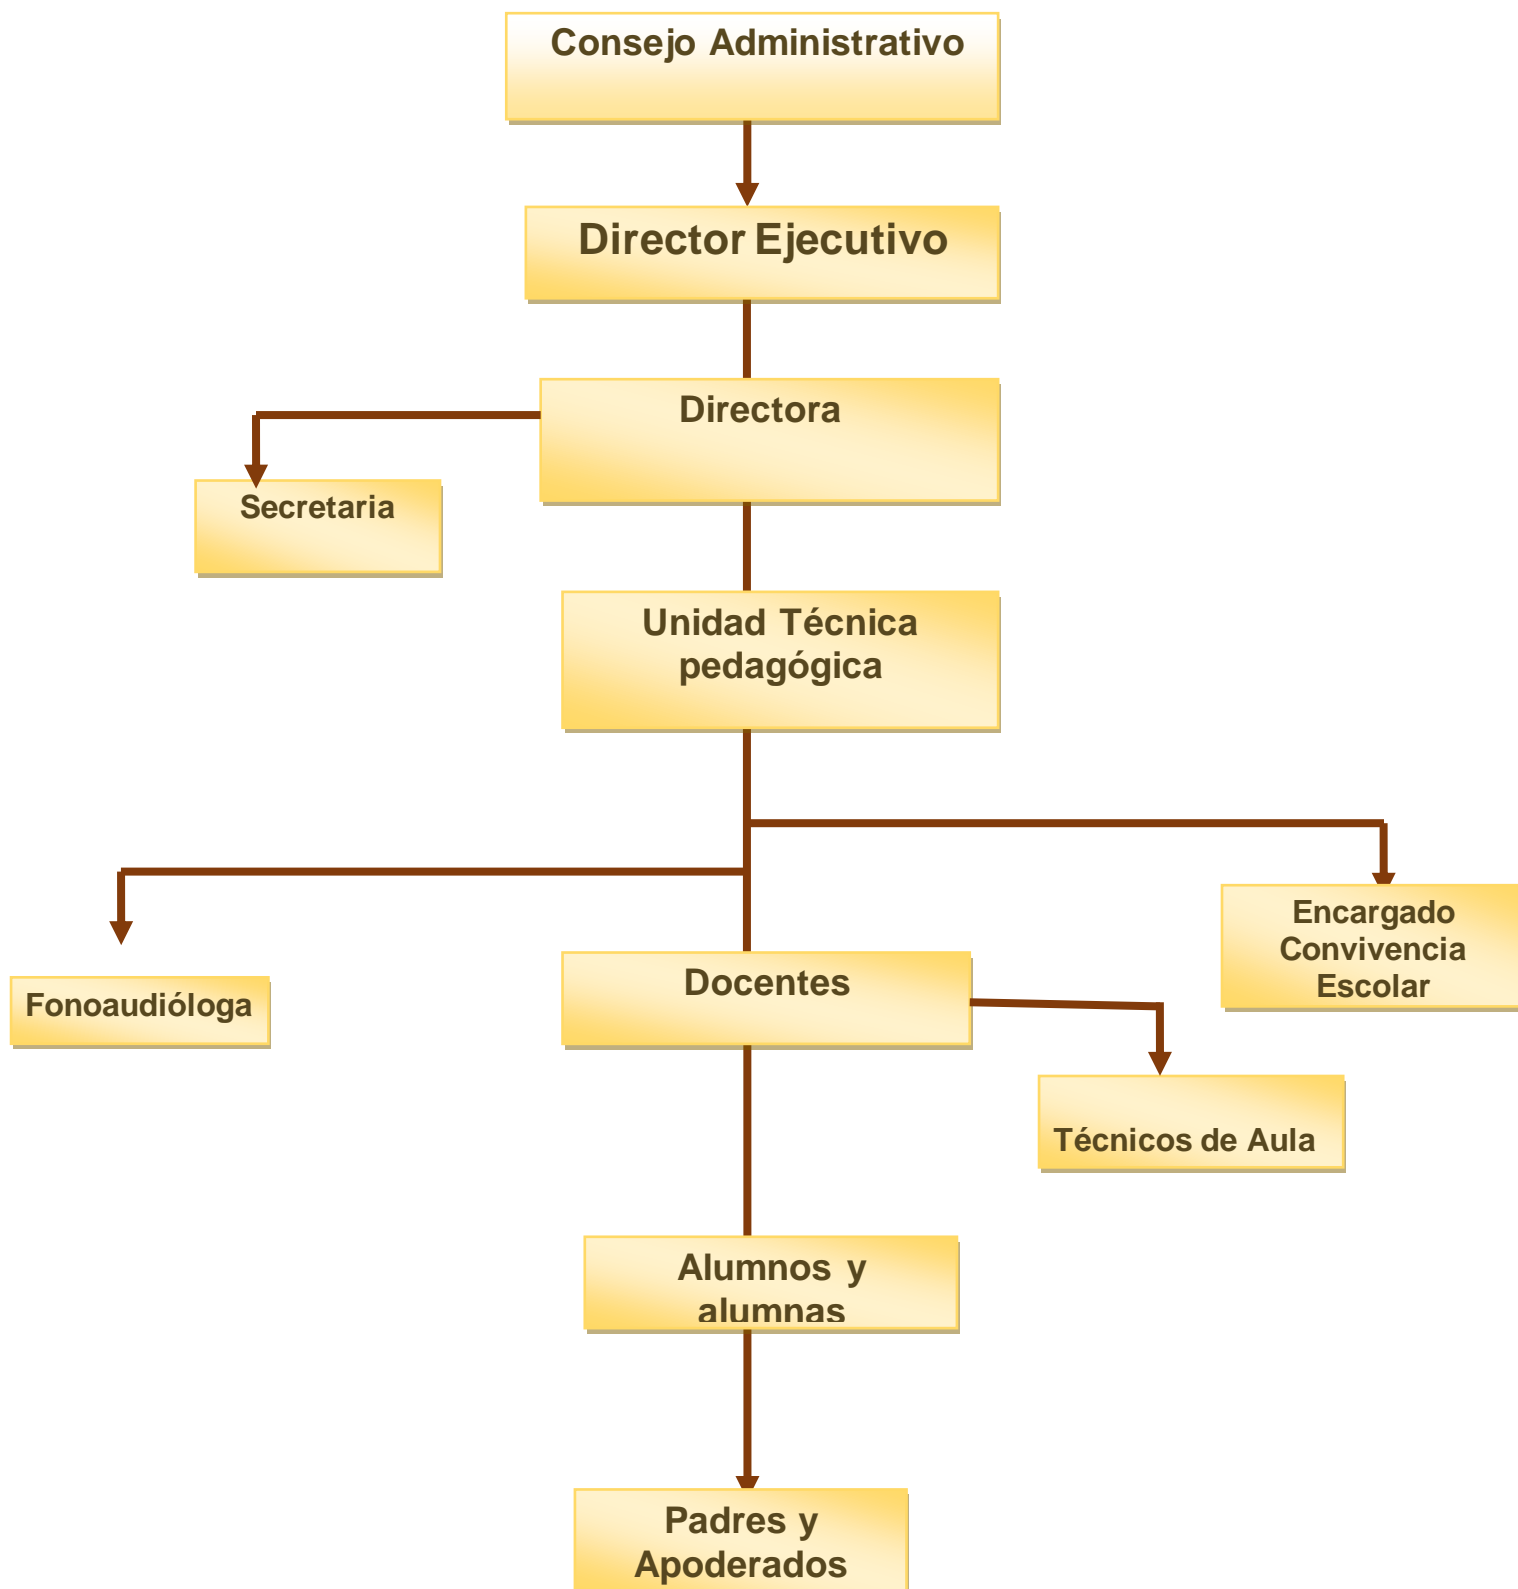 Consejo Administrativo
Director Ejecutivo
Directora
Secretaria
Unidad Técnica
pedagógica
Encargado
Convivencia
Escolar
Fonoaudióloga
Docentes
Técnicos de Aula
Alumnos y
alumnas
Padres y
Apoderados